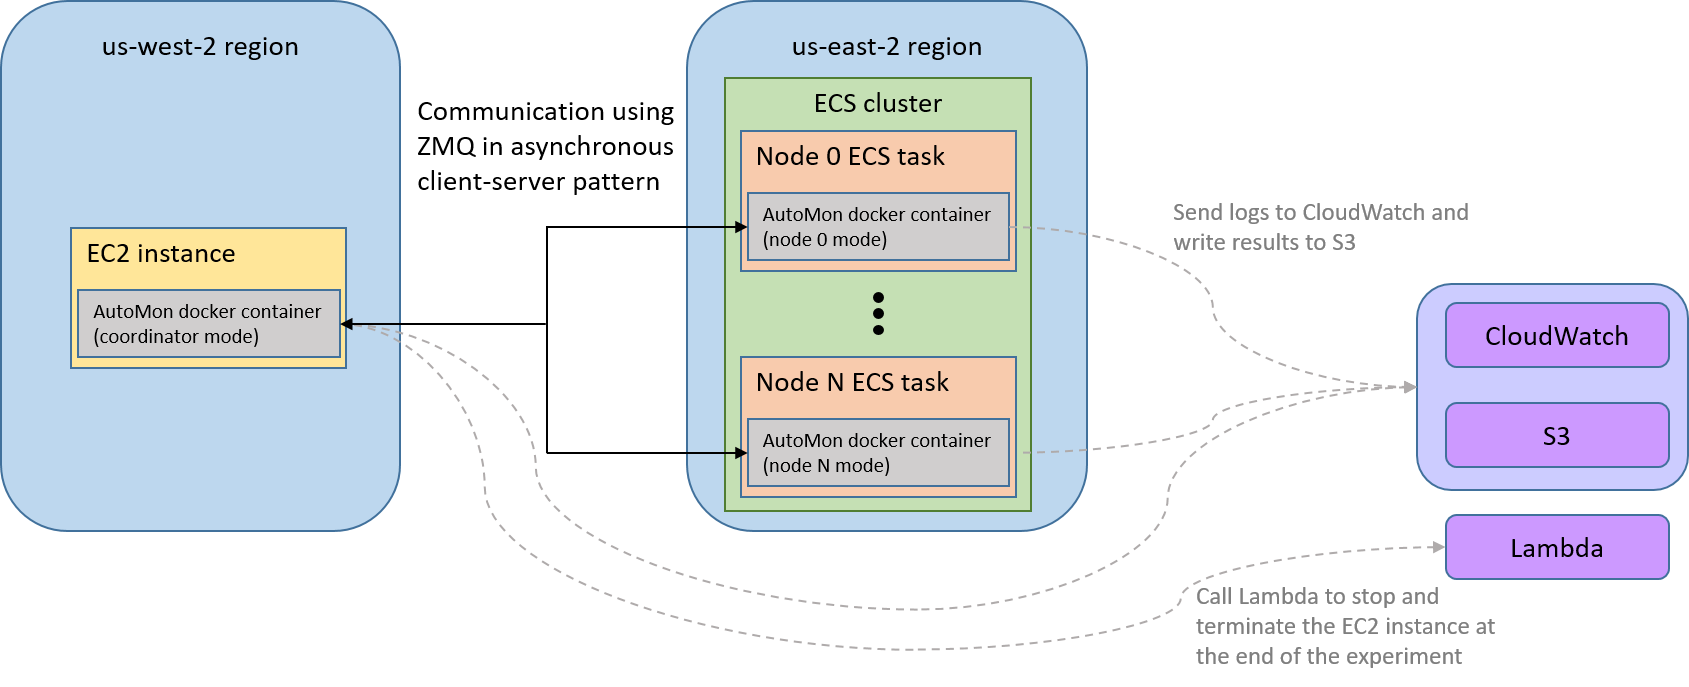 us-west-2 region
EC2 instance
AutoMon docker container
(coordinator mode)
Communication using
ZMQ in asynchronous
client-server pattern
us-east-2 region
ECS cluster
Node 0 ECS task
AutoMon docker container
(node 0 mode)
Node N ECS task
AutoMon docker container
(node N mode)
Send logs to CloudWatch and
write results to S3
CloudWatch
S3
Lambda
Call Lambda to stop and
terminate the EC2 instance at
the end of the experiment